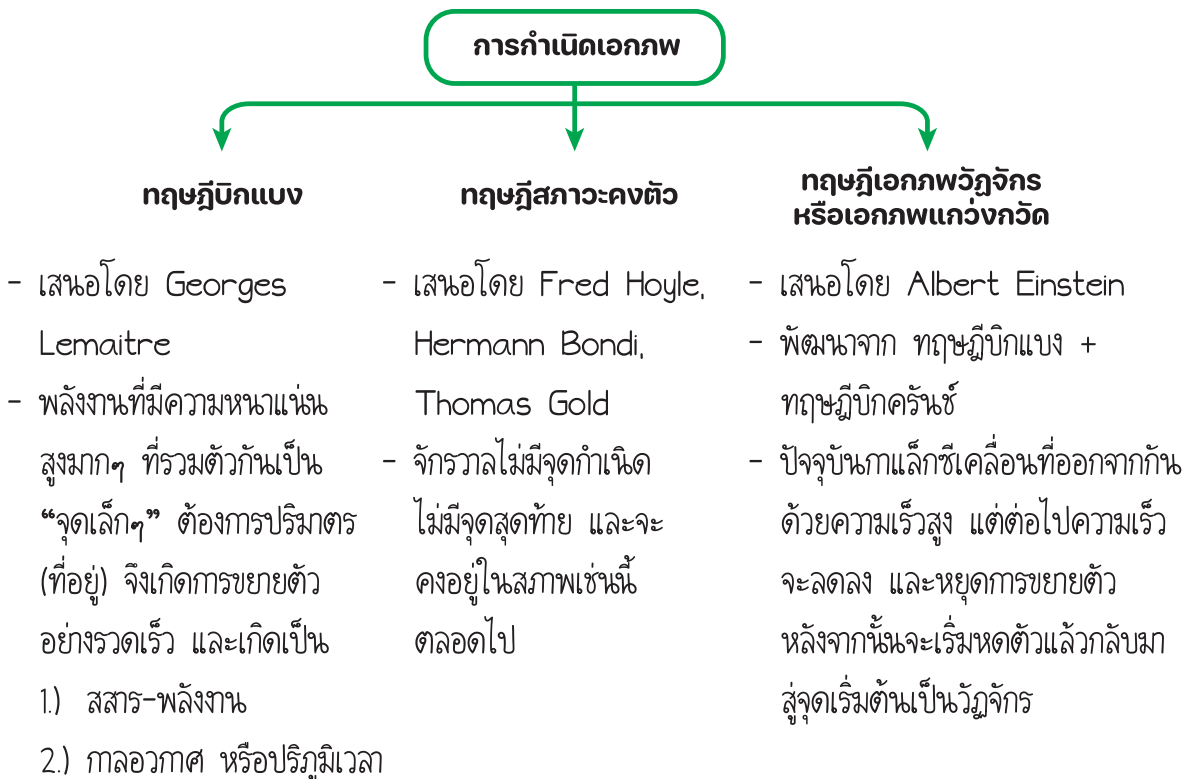 การกำเนิดเอกภพ
ทฤษฎีบิกแบง
- เสนอโดย Georges
Lemaitre
- พลังงานที่มีความหนาแน่น
สูงมากๆ ที่รวมตัวกันเป็น
“จุดเล็กๆ” ต้องการปริมาตร
(ที่อยู่) จึงเกิดการขยายตัว
อย่างรวดเร็ว และเกิดเป็น
1.) สสาร-พลังงาน
2.) กาลอวกาศ หรือปริภูมิเวลา
ทฤษฎีสภาวะคงตัว
- เสนอโดย Fred Hoyle,
Hermann Bondi,
Thomas Gold
- จักรวาลไม่มีจุดกำเนิด
ไม่มีจุดสุดท้าย และจะ
คงอยู่ในสภาพเช่นนี้
ตลอดไป
ทฤษฎีเอกภพวัฏจักร
หรือเอกภพแกว่งกวัด
- เสนอโดย Albert Einstein
- พัฒนาจาก ทฤษฎีบิกแบง +
ทฤษฎีบิกครันช์
- ปัจจุบันกาแล็กซีเคลื่อนที่ออกจากกัน
ด้วยความเร็วสูง แต่ต่อไปความเร็ว
จะลดลง และหยุดการขยายตัว
หลังจากนั้นจะเริ่มหดตัวแล้วกลับมา
สู่จุดเริ่มต้นเป็นวัฏจักร